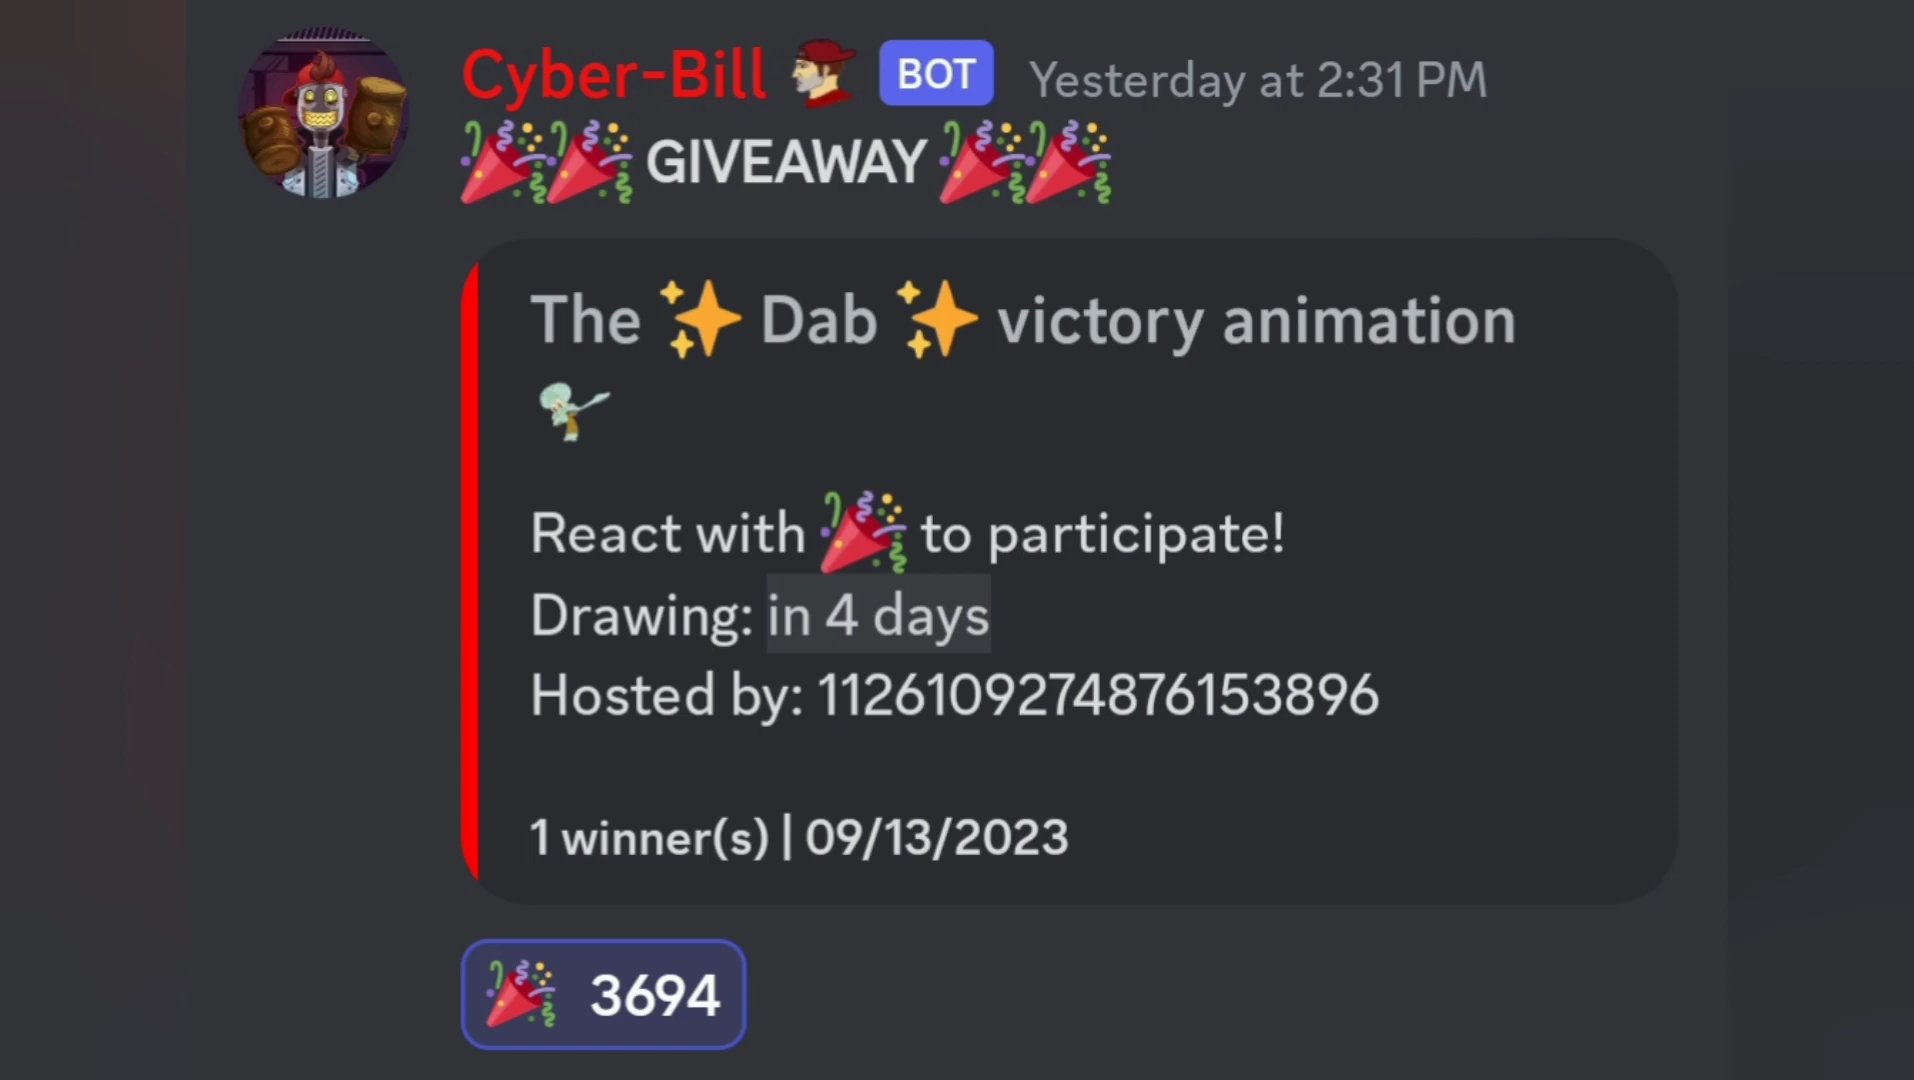 Cyber-Bill BOT Yesterday at 2:31 PM
GIVEAWAY
The ✨ Dab ✨ victory animation
React with 🎉 to participate!
Drawing: in 4 days
Hosted by: 1126109274876153896
1 winner(s) | 09/13/2023
🎉 3694